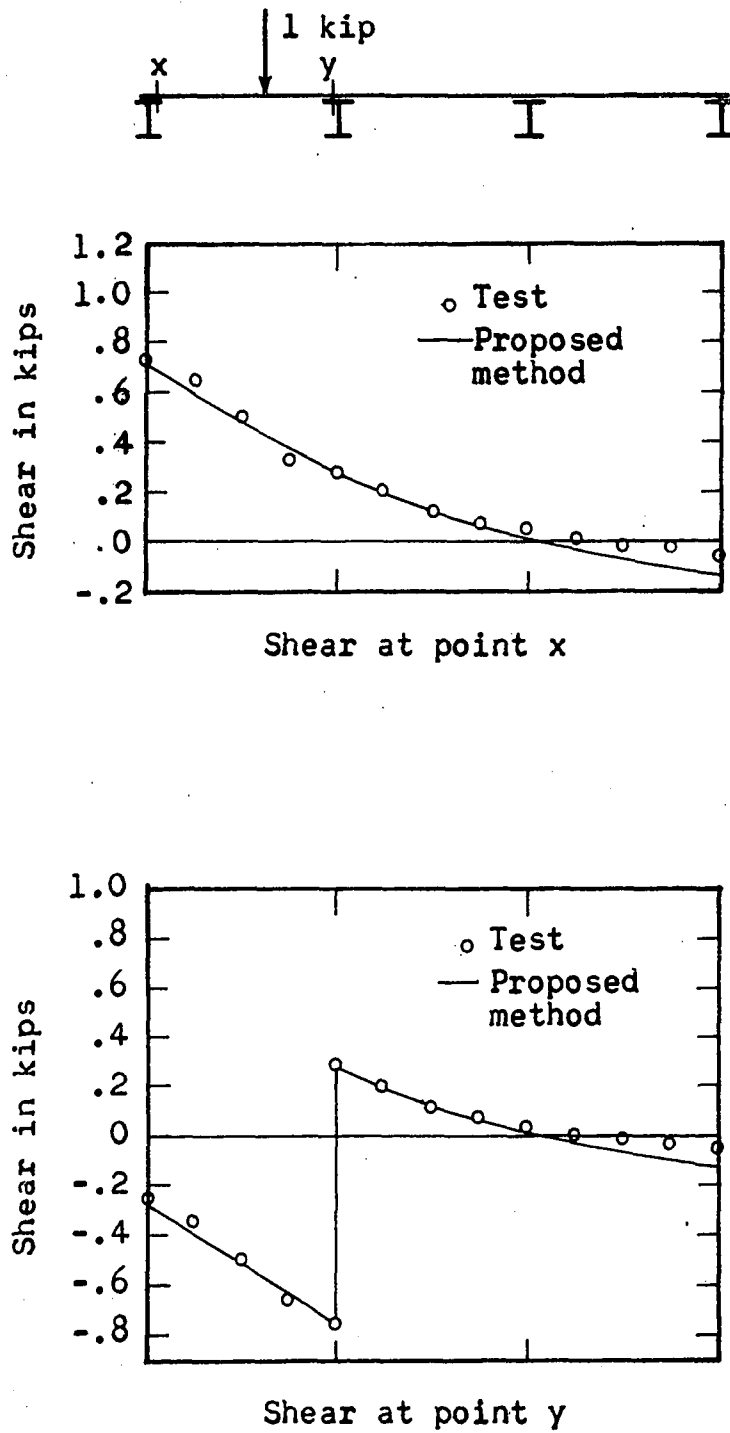 1 kip
x
y
1.2
1.0
.8
.6
.4
.2
.0
-.2
Shear in kips
Test
Proposed
method
Shear at point x
1.0
.8
.6
.4
.2
0
-.2
-.4
-.6
-.8
Shear in kips
Test
Proposed
method
Shear at point y